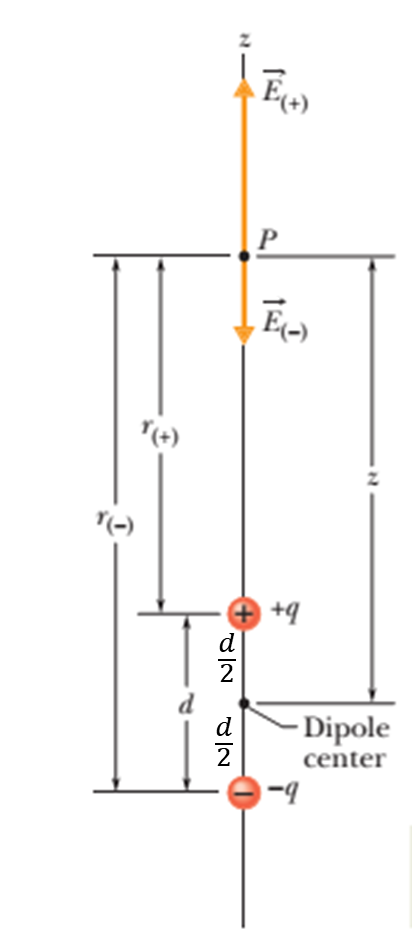 z
E⃗(+)
P
E⃗(−)
r(+)
z
r(−)
+q
d/2
d
d/2
Dipole
center
−q